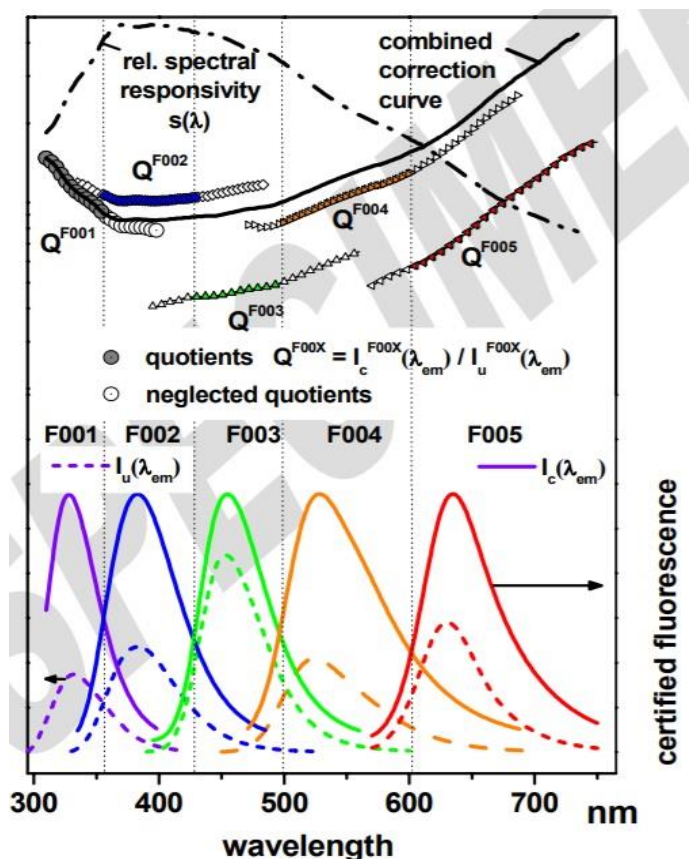 rel. spectral
responsivity
s(λ)
combined
correction
curve
Q^F002
Q^F001
Q^F004
Q^F005
Q^F003
quotients Q^F00X = I_c^F00X(λ_em) / I_u^F00X(λ_em)
neglected quotients
F001 F002 F003 F004 F005
I_u(λ_em) I_c(λ_em)
certified fluorescence
300 400 500 600 700 nm
wavelength
SPECIMEN